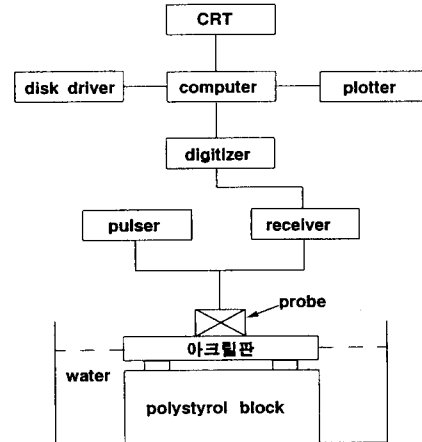 CRT
disk driver
computer
plotter
digitizer
pulser
receiver
probe
아크릴판
water
polystyrol block